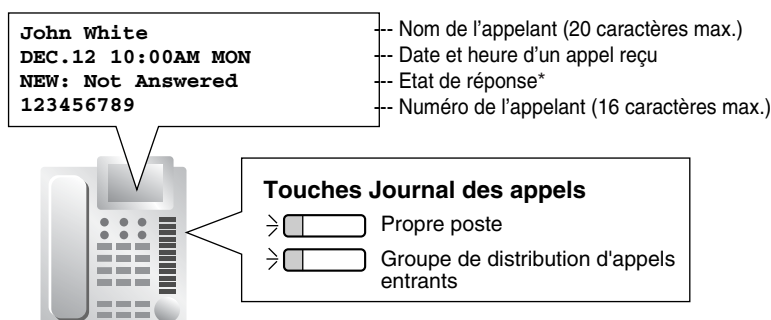 John White --- Nom de l'appelant (20 caractères max.)
DEC.12 10:00AM MON --- Date et heure d'un appel reçu
NEW: Not Answered --- Etat de réponse*
123456789 --- Numéro de l'appelant (16 caractères max.)
Touches Journal des appels
Propre poste
Groupe de distribution d'appels
entrants